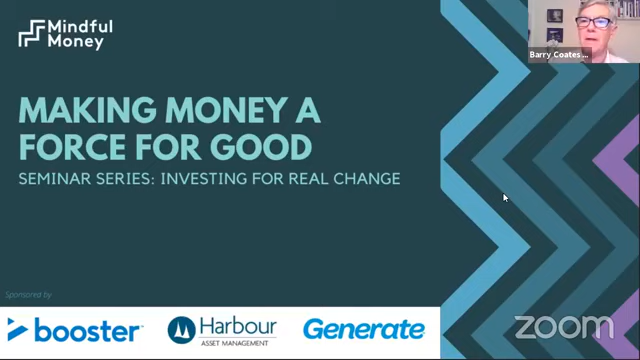 Mindful
Money
Barry Coates ...
MAKING MONEY A
FORCE FOR GOOD
SEMINAR SERIES: INVESTING FOR REAL CHANGE
Sponsored by
booster
Harbour
ASSET MANAGEMENT
Generate
zoom